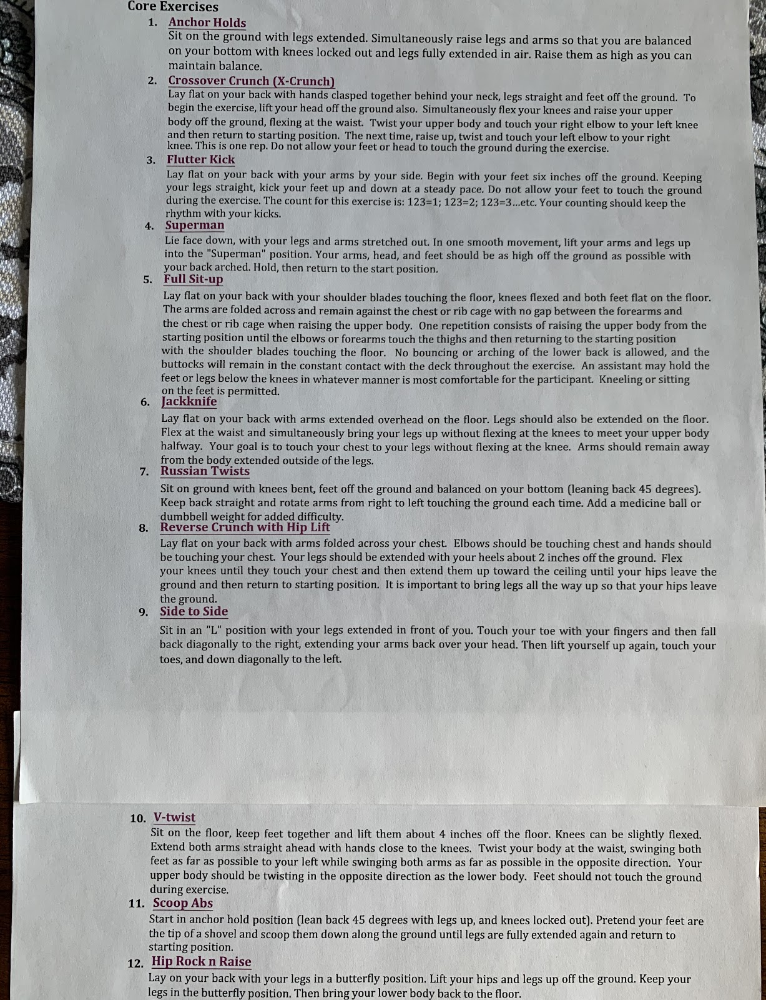 Core Exercises
1. Anchor Holds
Sit on the ground with legs extended. Simultaneously raise legs and arms so that you are balanced
on your bottom with knees locked out and legs fully extended in air. Raise them as high as you can
maintain balance.
2. Crossover Crunch (X-Crunch)
Lay flat on your back with hands clasped together behind your neck, legs straight and feet off the ground. To
begin the exercise, lift your head off the ground also. Simultaneously flex your knees and raise your upper
body off the ground, flexing at the waist. Twist your upper body and touch your right elbow to your left knee
and then return to starting position. The next time, raise up, twist and touch your left elbow to your right
knee. This is one rep. Do not allow your feet or head to touch the ground during the exercise.
3. Flutter Kick
Lay flat on your back with your arms by your side. Begin with your feet six inches off the ground. Keeping
your legs straight, kick your feet up and down at a steady pace. Do not allow your feet to touch the ground
during the exercise. The count for this exercise is: 123=1; 123=2; 123=3...etc. Your counting should keep the
rhythm with your kicks.
4. Superman
Lie face down, with your legs and arms stretched out. In one smooth movement, lift your arms and legs up
into the "Superman" position. Your arms, head, and feet should be as high off the ground as possible with
your back arched. Hold, then return to the start position.
5. Full Sit-up
Lay flat on your back with your shoulder blades touching the floor, knees flexed and both feet flat on the floor.
The arms are folded across and remain against the chest or rib cage with no gap between the forearms and
the chest or rib cage when raising the upper body. One repetition consists of raising the upper body from the
starting position until the elbows or forearms touch the thighs and then returning to the starting position
with the shoulder blades touching the floor. No bouncing or arching of the lower back is allowed, and the
buttocks will remain in the constant contact with the deck throughout the exercise. An assistant may hold the
feet or legs below the knees in whatever manner is most comfortable for the participant. Kneeling or sitting
on the feet is permitted.
6. Jackknife
Lay flat on your back with arms extended overhead on the floor. Legs should also be extended on the floor.
Flex at the waist and simultaneously bring your legs up without flexing at the knees to meet your upper body
halfway. Your goal is to touch your chest to your legs without flexing at the knee. Arms should remain away
from the body extended outside of the legs.
7. Russian Twists
Sit on ground with knees bent, feet off the ground and balanced on your bottom (leaning back 45 degrees).
Keep back straight and rotate arms from right to left touching the ground each time. Add a medicine ball or
dumbbell weight for added difficulty.
8. Reverse Crunch with Hip Lift
Lay flat on your back with arms folded across your chest. Elbows should be touching chest and hands should
be touching your chest. Your legs should be extended with your heels about 2 inches off the ground. Flex
your knees until they touch your chest and then extend them up toward the ceiling until your hips leave the
ground and then return to starting position. It is important to bring legs all the way up so that your hips leave
the ground.
9. Side to Side
Sit in an "L" position with your legs extended in front of you. Touch your toe with your fingers and then fall
back diagonally to the right, extending your arms back over your head. Then lift yourself up again, touch your
toes, and down diagonally to the left.
10. V-twist
Sit on the floor, keep feet together and lift them about 4 inches off the floor. Knees can be slightly flexed.
Extend both arms straight ahead with hands close to the knees. Twist your body at the waist, swinging both
feet as far as possible to your left while swinging both arms as far as possible in the opposite direction. Your
upper body should be twisting in the opposite direction as the lower body. Feet should not touch the ground
during exercise.
11. Scoop Abs
Start in anchor hold position (lean back 45 degrees with legs up, and knees locked out). Pretend your feet are
the tip of a shovel and scoop them down along the ground until legs are fully extended again and return to
starting position.
12. Hip Rock n Raise
Lay on your back with your legs in a butterfly position. Lift your hips and legs up off the ground. Keep your
legs in the butterfly position. Then bring your lower body back to the floor.